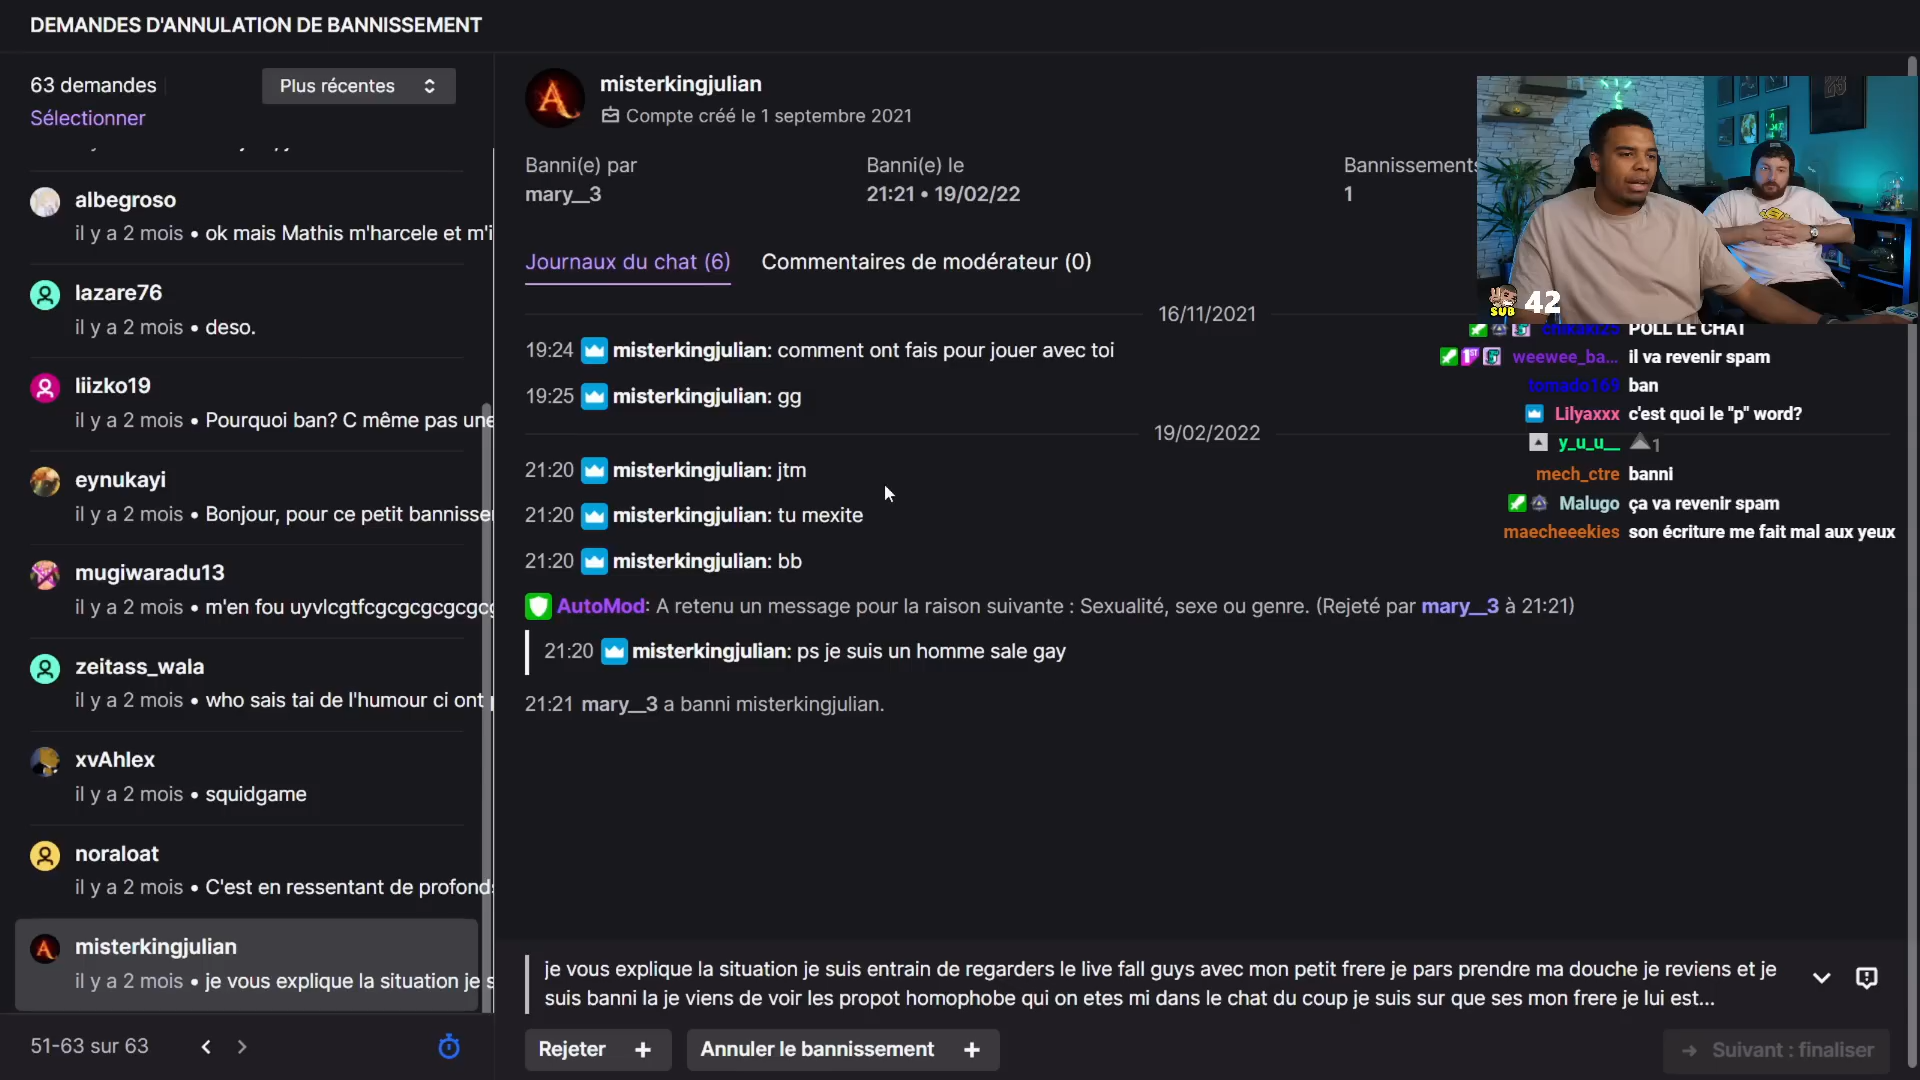 DEMANDES D'ANNULATION DE BANNISSEMENT
63 demandes
Plus récentes
Sélectionner
albegroso
il y a 2 mois • ok mais Mathis m'harcele et m'i
lazare76
il y a 2 mois • deso.
liizko19
il y a 2 mois • Pourquoi ban? C même pas une
eynukayi
il y a 2 mois • Bonjour, pour ce petit bannisse
mugiwaradu13
il y a 2 mois • m'en fou uyvlcgtfcgcgcgcgcgc
zeitass_wala
il y a 2 mois • who sais tai de l'humour ci ont
xvAhlex
il y a 2 mois • squidgame
noraloat
il y a 2 mois • C'est en ressentant de profond
misterkingjulian
il y a 2 mois • je vous explique la situation je s
51-63 sur 63
misterkingjulian
Compte créé le 1 septembre 2021
Banni(e) par
mary__3
Banni(e) le
21:21 • 19/02/22
Bannissements
1
Journaux du chat (6)
Commentaires de modérateur (0)
16/11/2021
19:24 misterkingjulian: comment ont fais pour jouer avec toi
19:25 misterkingjulian: gg
19/02/2022
21:20 misterkingjulian: jtm
21:20 misterkingjulian: tu mexite
21:20 misterkingjulian: bb
AutoMod: A retenu un message pour la raison suivante : Sexualité, sexe ou genre. (Rejeté par mary__3 à 21:21)
21:20 misterkingjulian: ps je suis un homme sale gay
21:21 mary__3 a banni misterkingjulian.
je vous explique la situation je suis entrain de regarders le live fall guys avec mon petit frere je pars prendre ma douche je reviens et je
suis banni la je viens de voir les propot homophobe qui on etes mi dans le chat du coup je suis sur que ses mon frere je lui est...
Rejeter +
Annuler le bannissement +
Suivant : finaliser
SUB 42
chikaki25 POLL LE CHAT
1ST weewee_ba... il va revenir spam
tomado169 ban
Lilyaxxx c'est quoi le "p" word?
y_u_u__ 1
mech_ctre banni
Malugo ça va revenir spam
maecheeekies son écriture me fait mal aux yeux